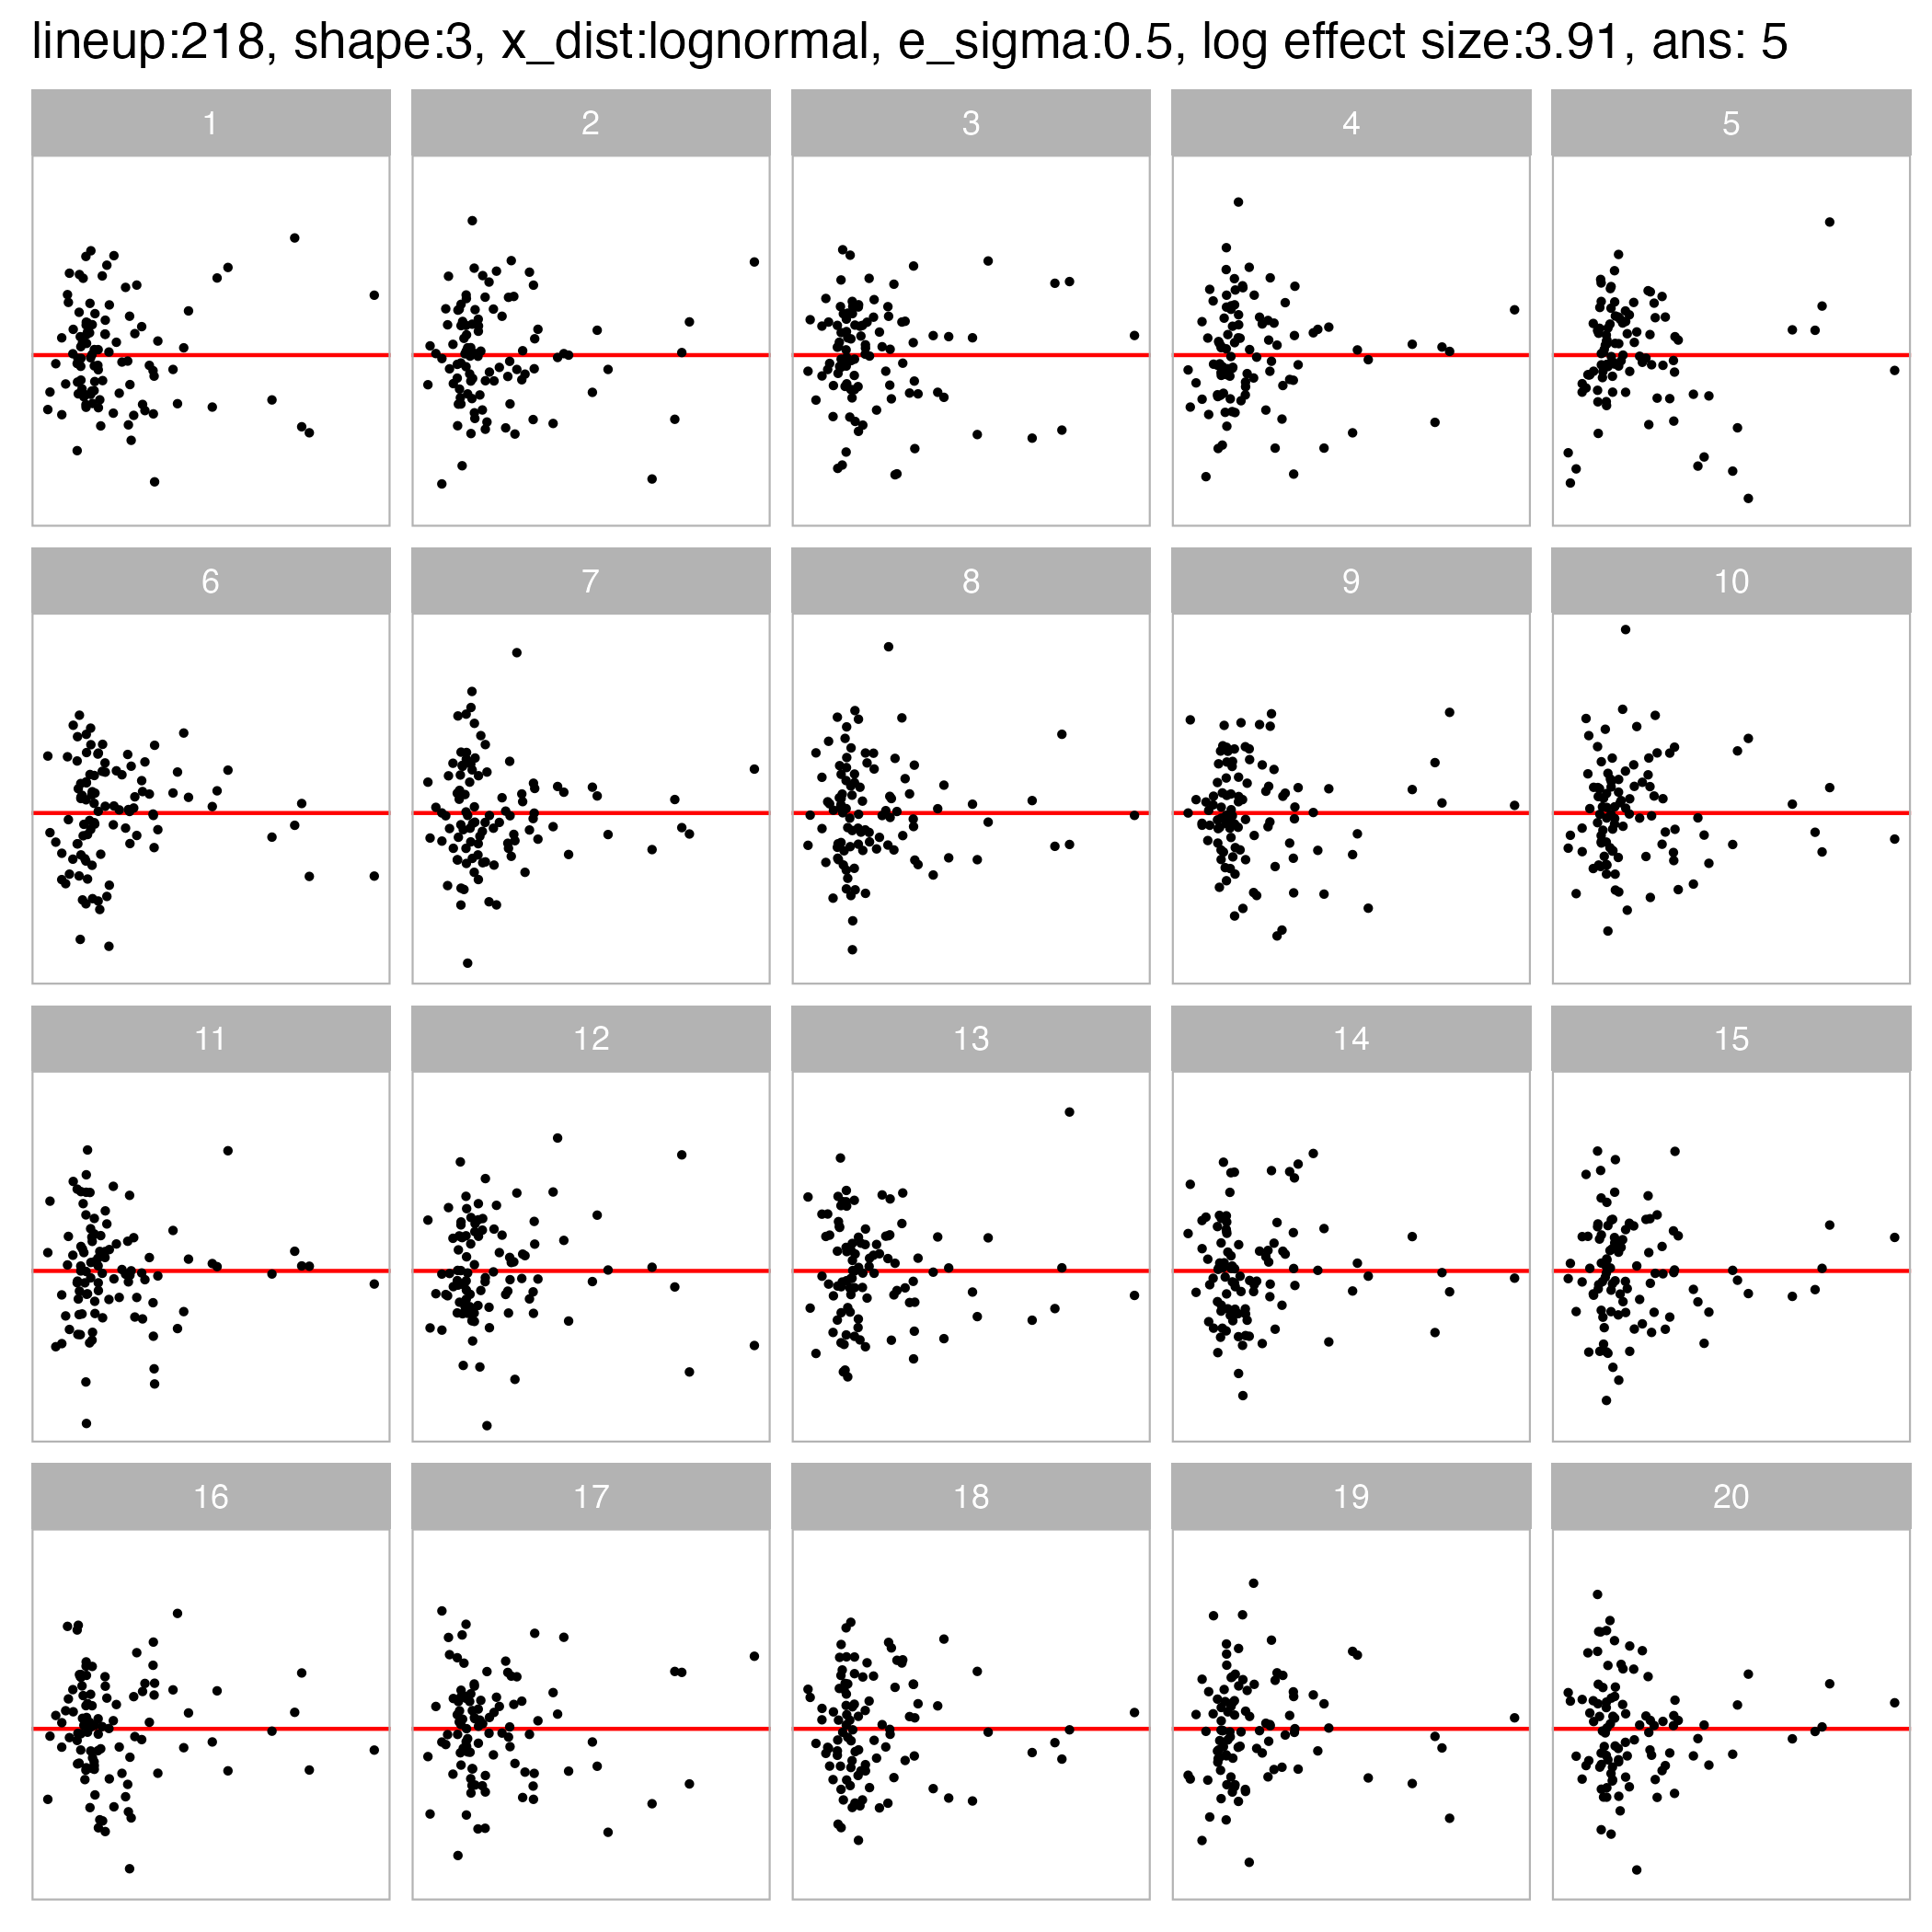 lineup:218, shape:3, x_dist:lognormal, e_sigma:0.5, log effect size:3.91, ans: 5
1 2 3 4 5
6 7 8 9 10
11 12 13 14 15
16 17 18 19 20